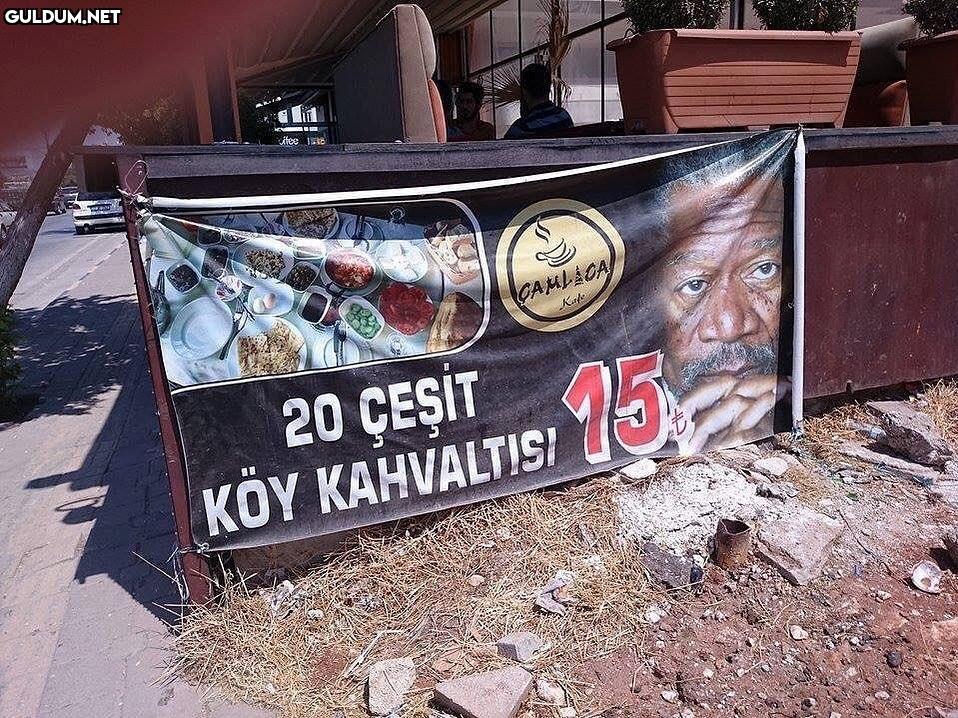 GULDUM.NET
ÇAMLICA
Kafe
20 ÇEŞİT
KÖY KAHVALTISI
15₺